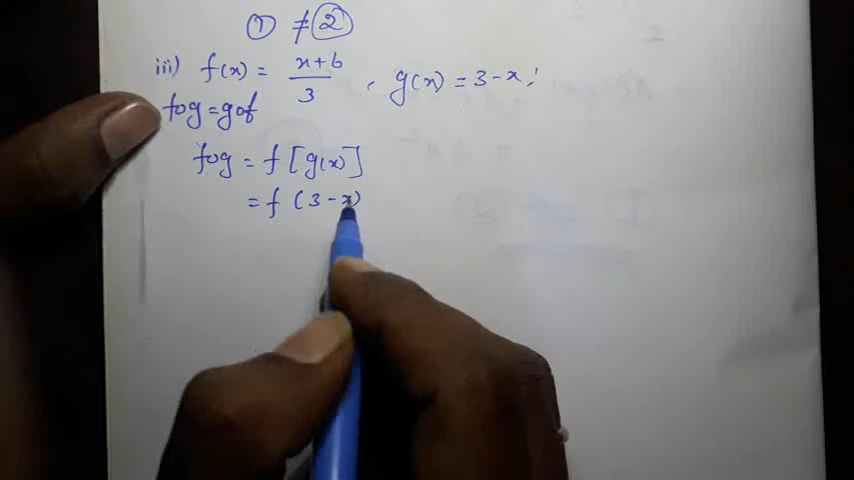 ① ≠ ②
iii) f(x) = x+6/3 , g(x) = 3-x !
fog = gof
fog = f [g(x)]
= f (3-x)